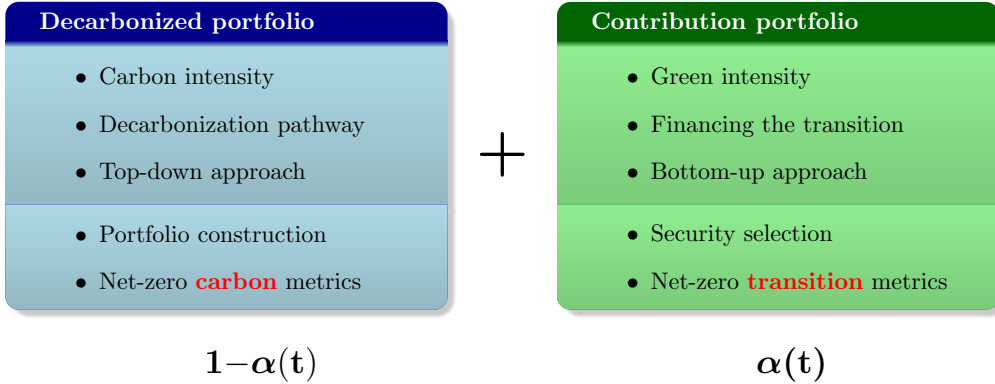 Decarbonized portfolio
• Carbon intensity
• Decarbonization pathway
• Top-down approach
• Portfolio construction
• Net-zero carbon metrics
1−α(t)
+
Contribution portfolio
• Green intensity
• Financing the transition
• Bottom-up approach
• Security selection
• Net-zero transition metrics
α(t)